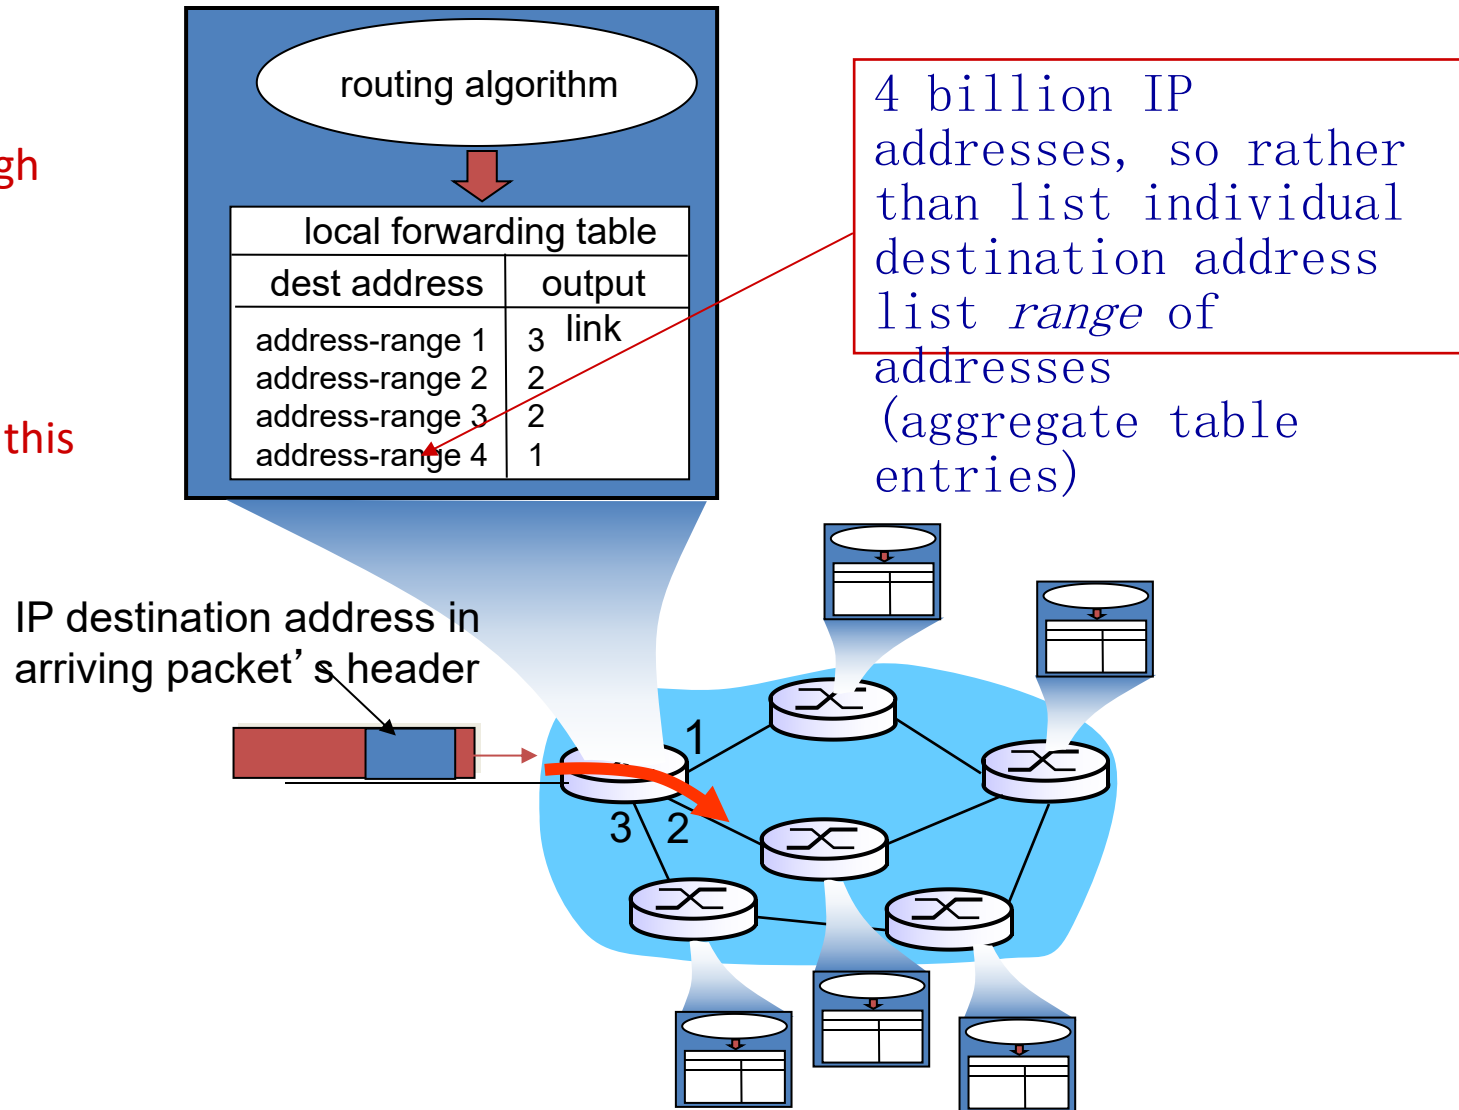 routing algorithm
gh
local forwarding table
dest address output
link
address-range 1 3
address-range 2 2
address-range 3 2
address-range 4 1
this
4 billion IP
addresses, so rather
than list individual
destination address
list range of
addresses
(aggregate table
entries)
IP destination address in
arriving packet’s header
1
3 2